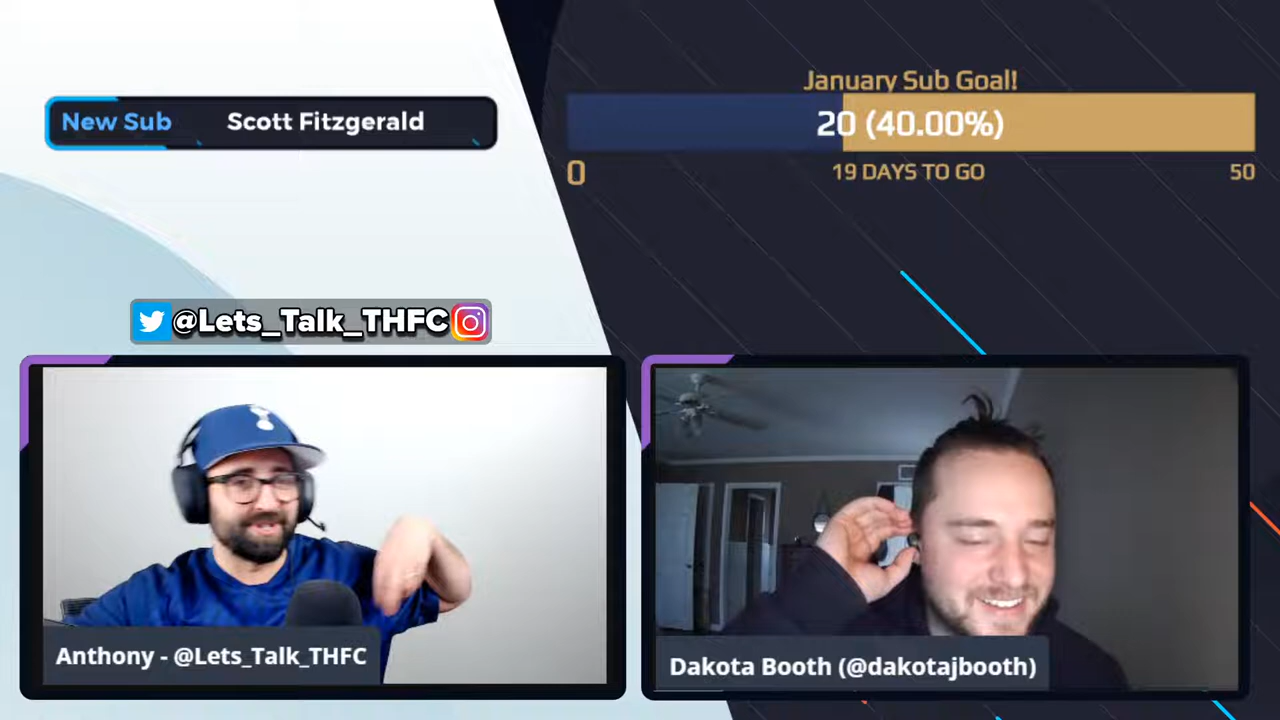 New Sub Scott Fitzgerald
January Sub Goal!
20 (40.00%)
0 19 DAYS TO GO 50
@Lets_Talk_THFC
Anthony - @Lets_Talk_THFC
Dakota Booth (@dakotajbooth)